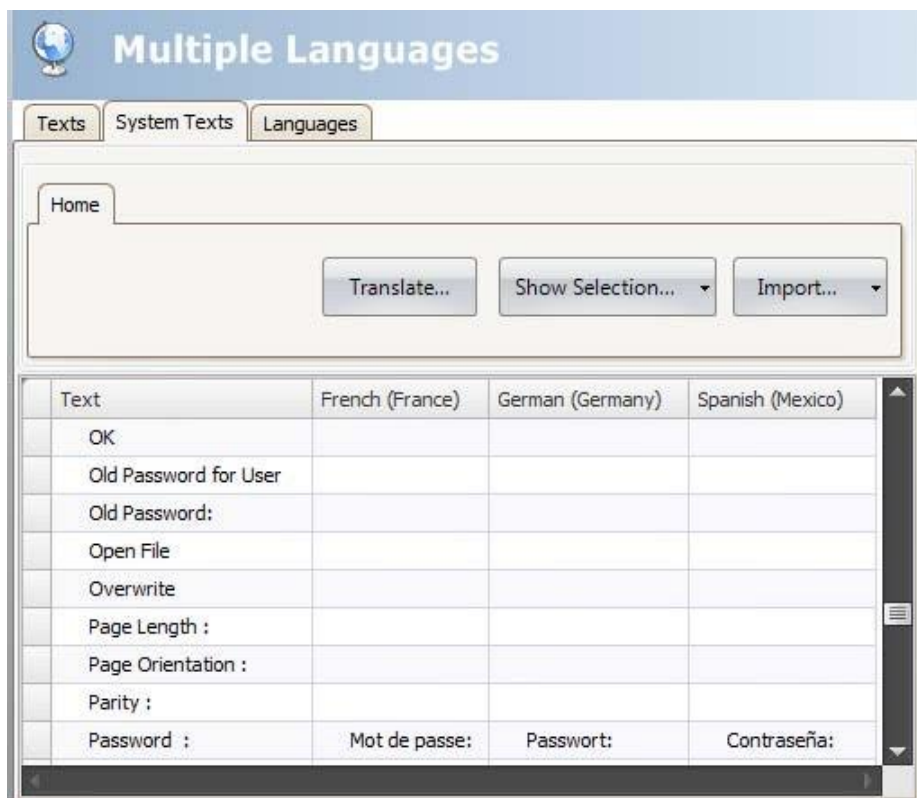 Multiple Languages
Texts System Texts Languages
Home
Translate... Show Selection... Import...
Text French (France) German (Germany) Spanish (Mexico)
OK
Old Password for User
Old Password:
Open File
Overwrite
Page Length :
Page Orientation :
Parity :
Password : Mot de passe: Passwort: Contraseña: